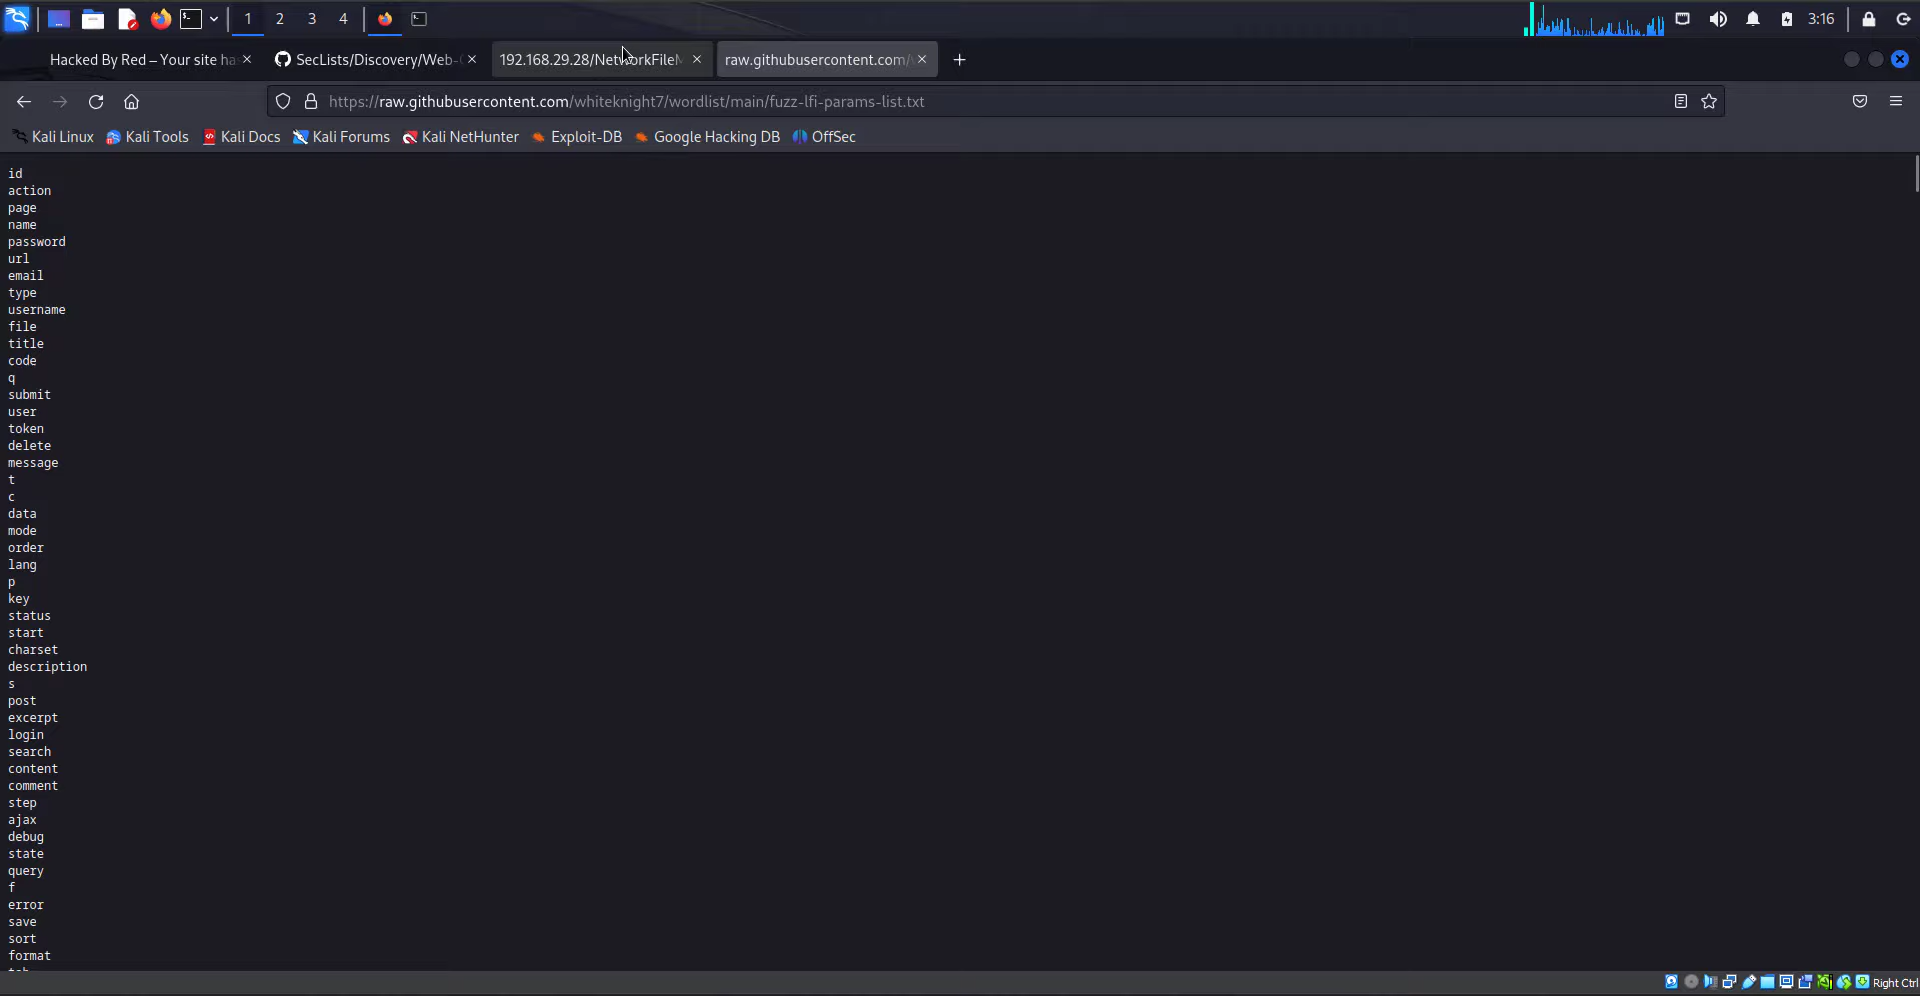 1 2 3 4 3:16
Hacked By Red – Your site ha
SecLists/Discovery/Web-
192.168.29.28/NetworkFileM
raw.githubusercontent.com/
https://raw.githubusercontent.com/whiteknight7/wordlist/main/fuzz-lfi-params-list.txt
Kali Linux Kali Tools Kali Docs Kali Forums Kali NetHunter Exploit-DB Google Hacking DB OffSec
id
action
page
name
password
url
email
type
username
file
title
code
q
submit
user
token
delete
message
t
c
data
mode
order
lang
p
key
status
start
charset
description
s
post
excerpt
login
search
content
comment
step
ajax
debug
state
query
f
error
save
sort
format
Right Ctrl